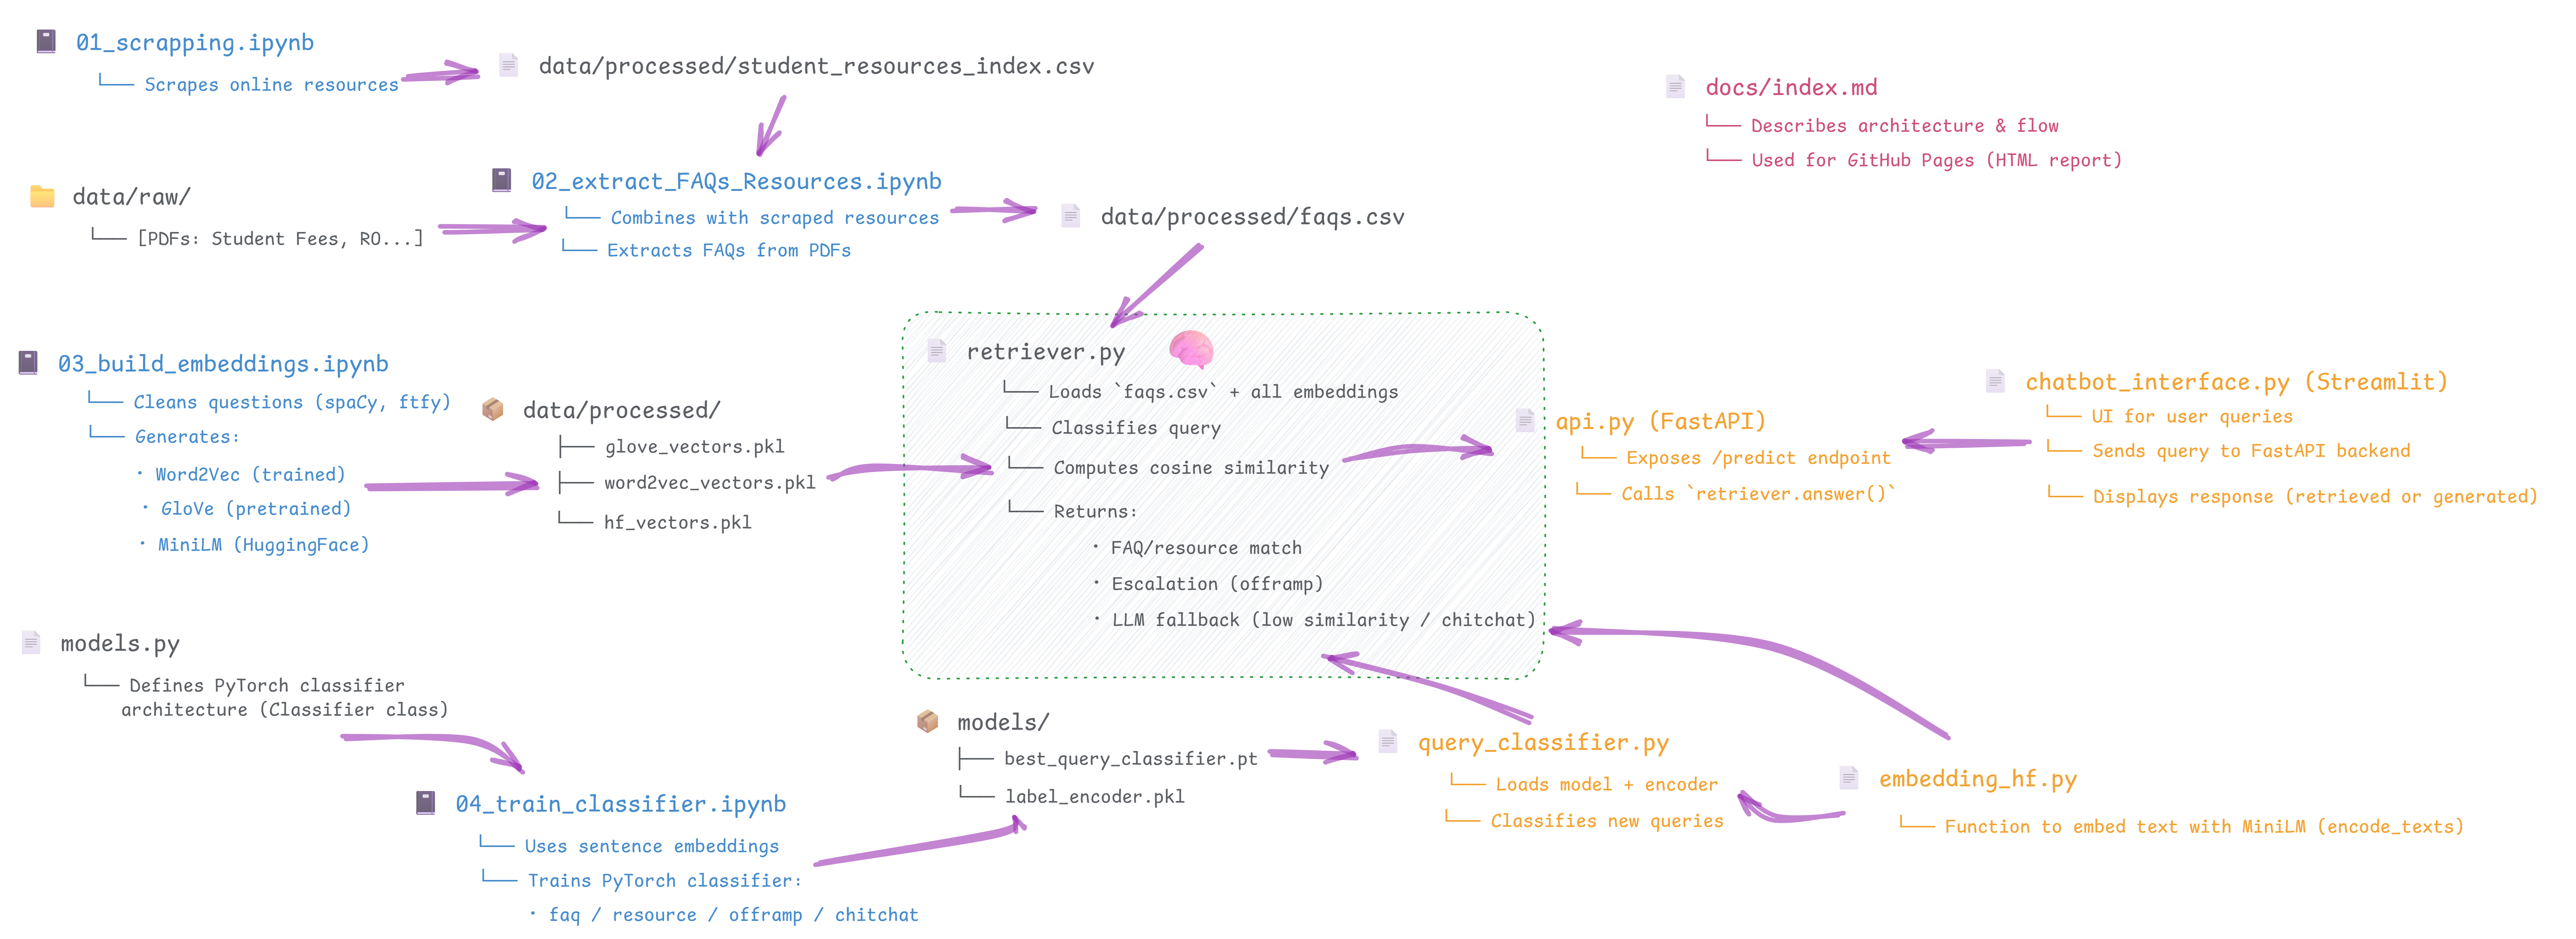 01_scrapping.ipynb
└── Scrapes online resources
data/processed/student_resources_index.csv
docs/index.md
└── Describes architecture & flow
└── Used for GitHub Pages (HTML report)
data/raw/
└── [PDFs: Student Fees, RO...]
02_extract_FAQs_Resources.ipynb
└── Combines with scraped resources
└── Extracts FAQs from PDFs
data/processed/faqs.csv
03_build_embeddings.ipynb
└── Cleans questions (spaCy, ftfy)
└── Generates:
· Word2Vec (trained)
· GloVe (pretrained)
· MiniLM (HuggingFace)
data/processed/
├── glove_vectors.pkl
├── word2vec_vectors.pkl
└── hf_vectors.pkl
retriever.py
└── Loads `faqs.csv` + all embeddings
└── Classifies query
└── Computes cosine similarity
└── Returns:
· FAQ/resource match
· Escalation (offramp)
· LLM fallback (low similarity / chitchat)
api.py (FastAPI)
└── Exposes /predict endpoint
└── Calls `retriever.answer()`
chatbot_interface.py (Streamlit)
└── UI for user queries
└── Sends query to FastAPI backend
└── Displays response (retrieved or generated)
models.py
└── Defines PyTorch classifier
architecture (Classifier class)
04_train_classifier.ipynb
└── Uses sentence embeddings
└── Trains PyTorch classifier:
· faq / resource / offramp / chitchat
models/
├── best_query_classifier.pt
└── label_encoder.pkl
query_classifier.py
└── Loads model + encoder
└── Classifies new queries
embedding_hf.py
└── Function to embed text with MiniLM (encode_texts)